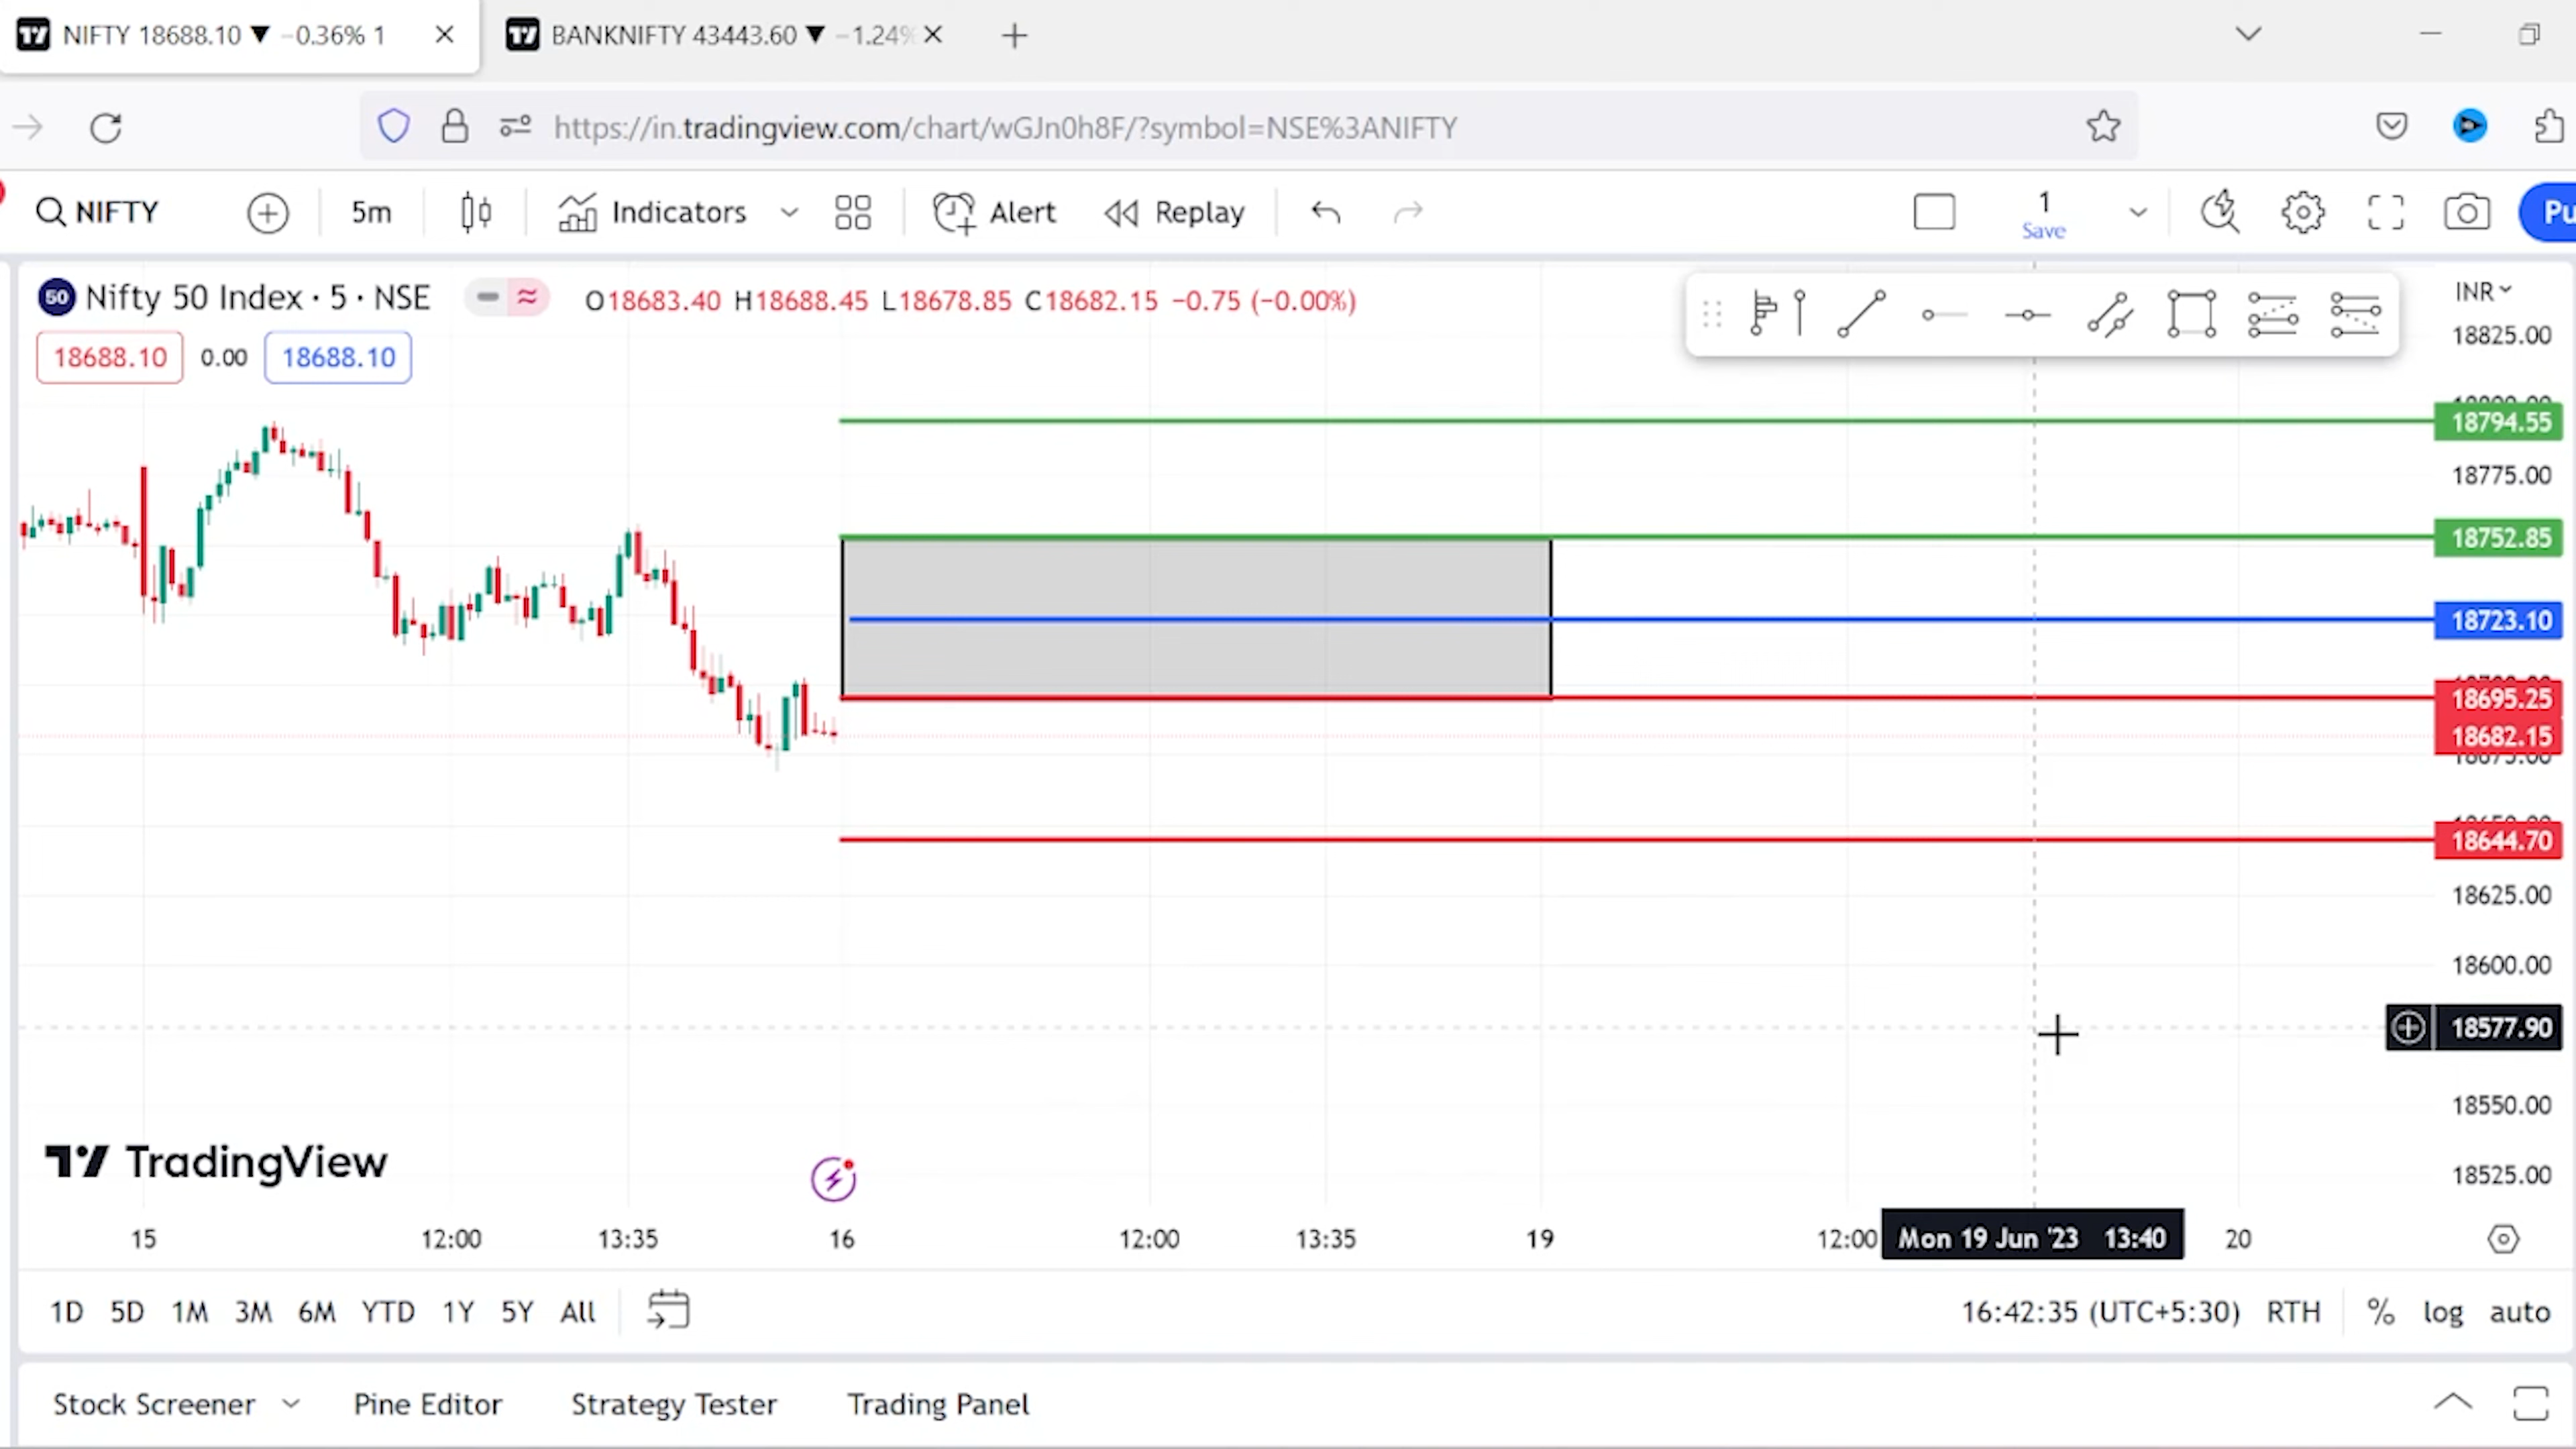 NIFTY 18688.10 ▼ −0.36% 1
BANKNIFTY 43443.60 ▼ −1.24%
https://in.tradingview.com/chart/wGJn0h8F/?symbol=NSE%3ANIFTY
NIFTY
5m
Indicators
Alert
Replay
1
Save
Pu
50 Nifty 50 Index · 5 · NSE
O18683.40 H18688.45 L18678.85 C18682.15 −0.75 (−0.00%)
18688.10 0.00 18688.10
INR
18825.00
18794.55
18775.00
18752.85
18723.10
18695.25
18682.15
18644.70
18625.00
18600.00
18577.90
18550.00
18525.00
TradingView
15 12:00 13:35 16 12:00 13:35 19 12:00 Mon 19 Jun '23 13:40 20
1D 5D 1M 3M 6M YTD 1Y 5Y All
16:42:35 (UTC+5:30) RTH % log auto
Stock Screener Pine Editor Strategy Tester Trading Panel